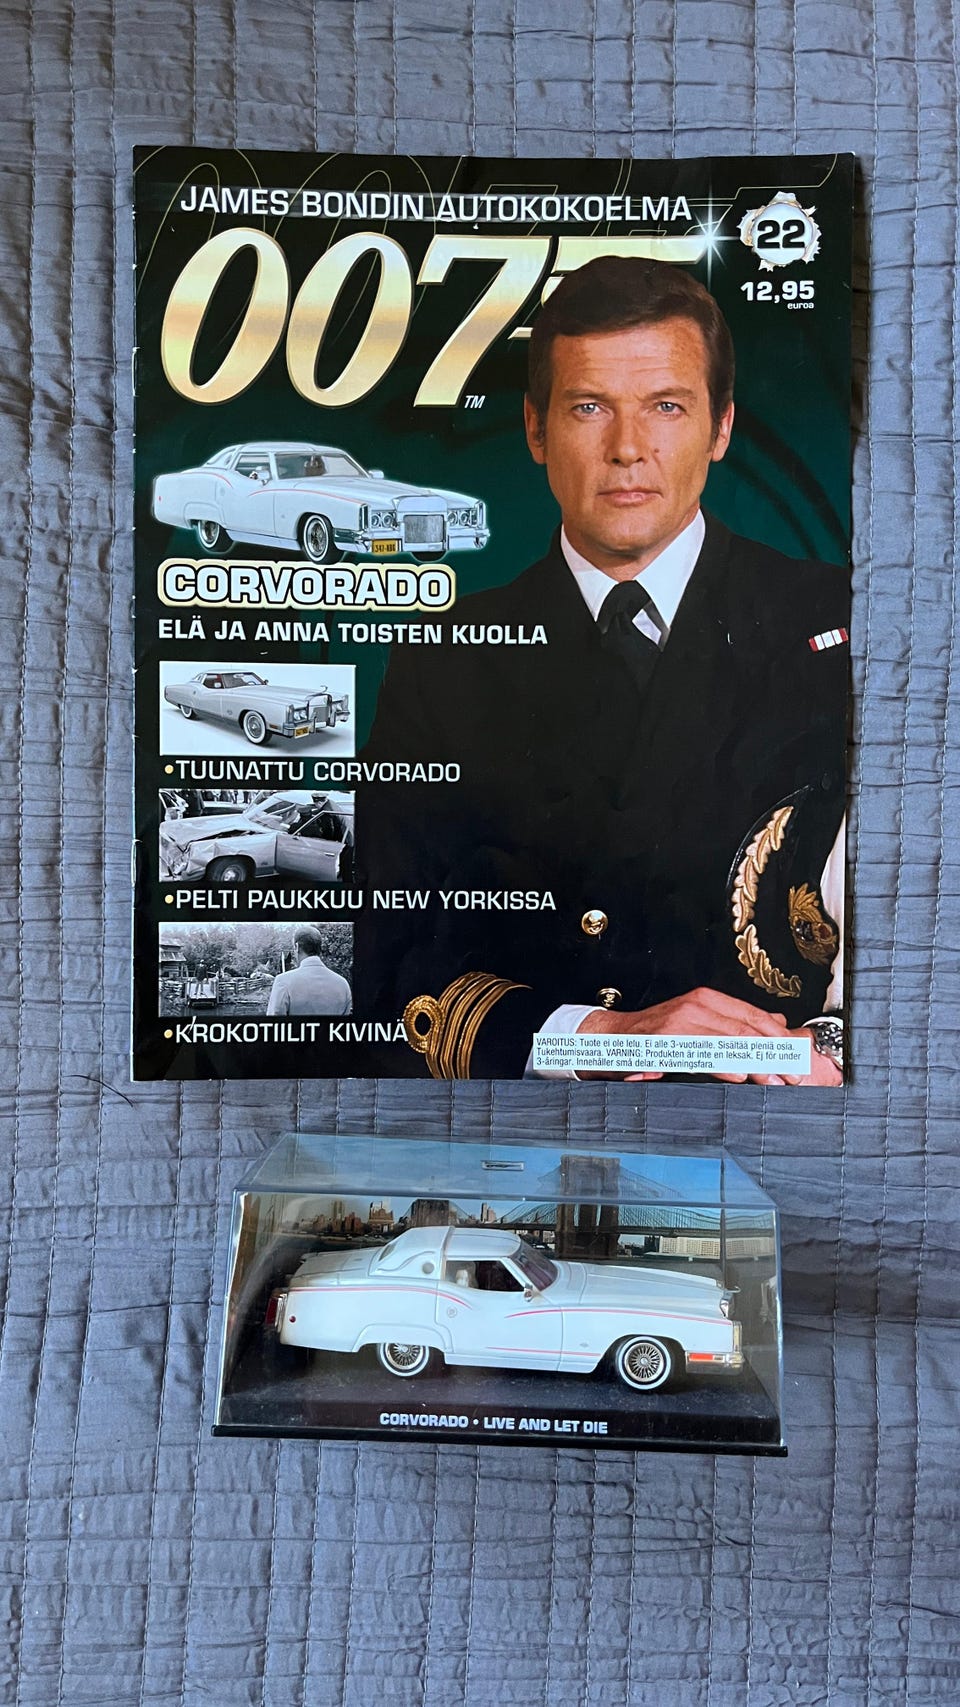 JAMES BONDIN AUTOKOKOELMA
22
007 TM
12,95
euroa
CORVORADO
ELÄ JA ANNA TOISTEN KUOLLA
•TUUNATTU CORVORADO
•PELTI PAUKKUU NEW YORKISSA
•KROKOTIILIT KIVINÄ
VAROITUS: Tuote ei ole lelu. Ei alle 3-vuotiaille. Sisältää pieniä osia.
Tukehtumisvaara. VARNING: Produkten är inte en leksak. Ej för under
3-åringar. Innehåller små delar. Kvävningsfara.
CORVORADO • LIVE AND LET DIE